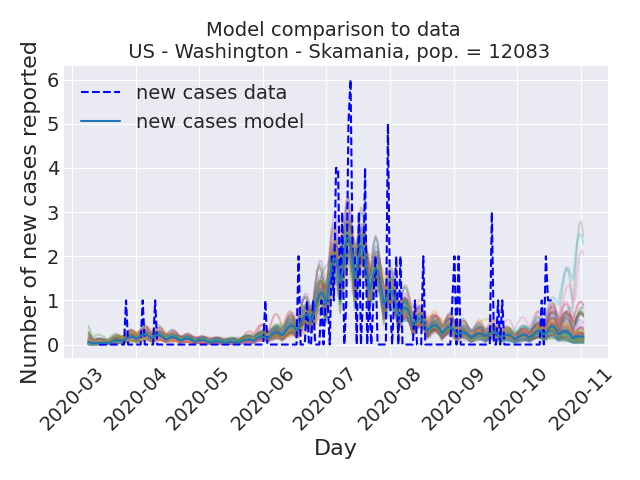 Model comparison to data
US - Washington - Skamania, pop. = 12083
Number of new cases reported
6
5
4
3
2
1
0
new cases data
new cases model
2020-03
2020-04
2020-05
2020-06
2020-07
2020-08
2020-09
2020-10
2020-11
Day